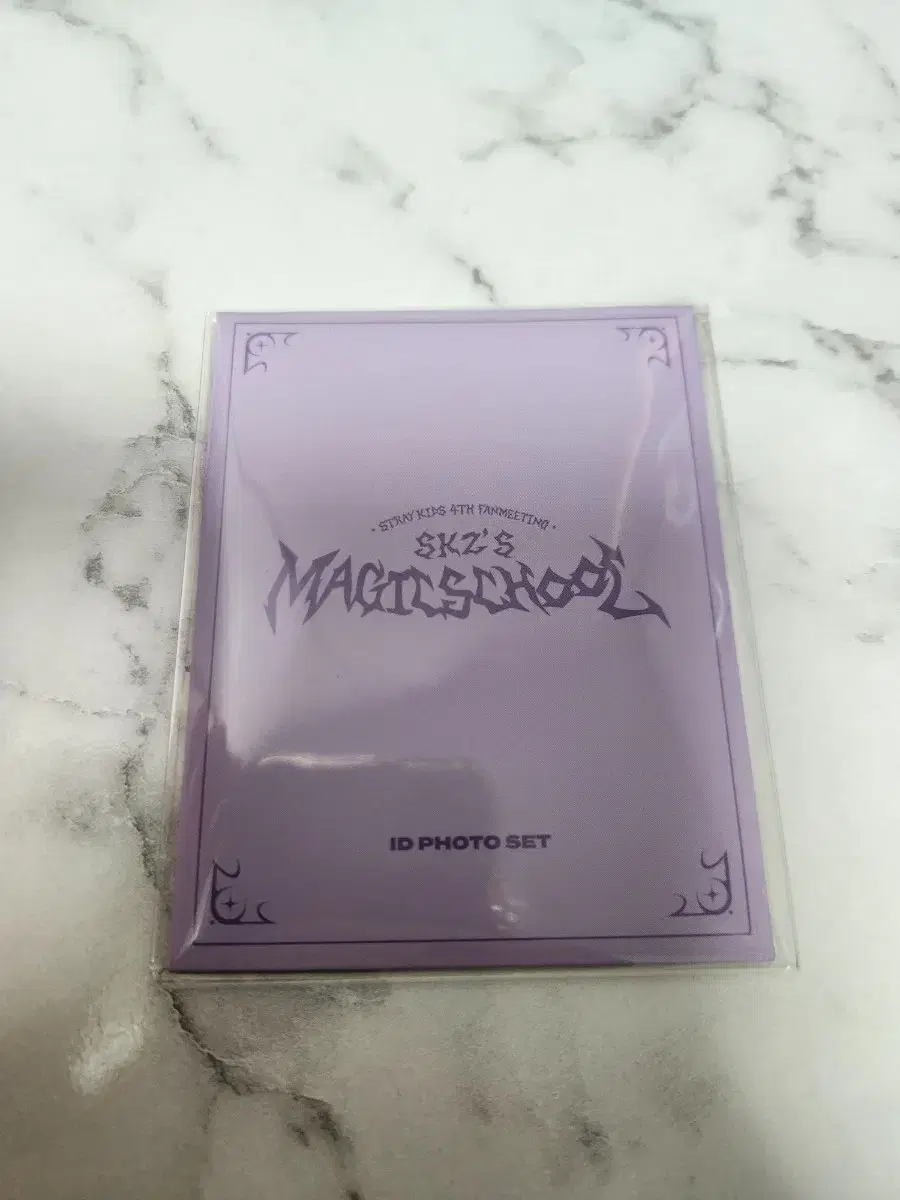 • STRAY KIDS 4TH FANMEETING •
SKZ'S
MAGIC SCHOOL
ID PHOTO SET